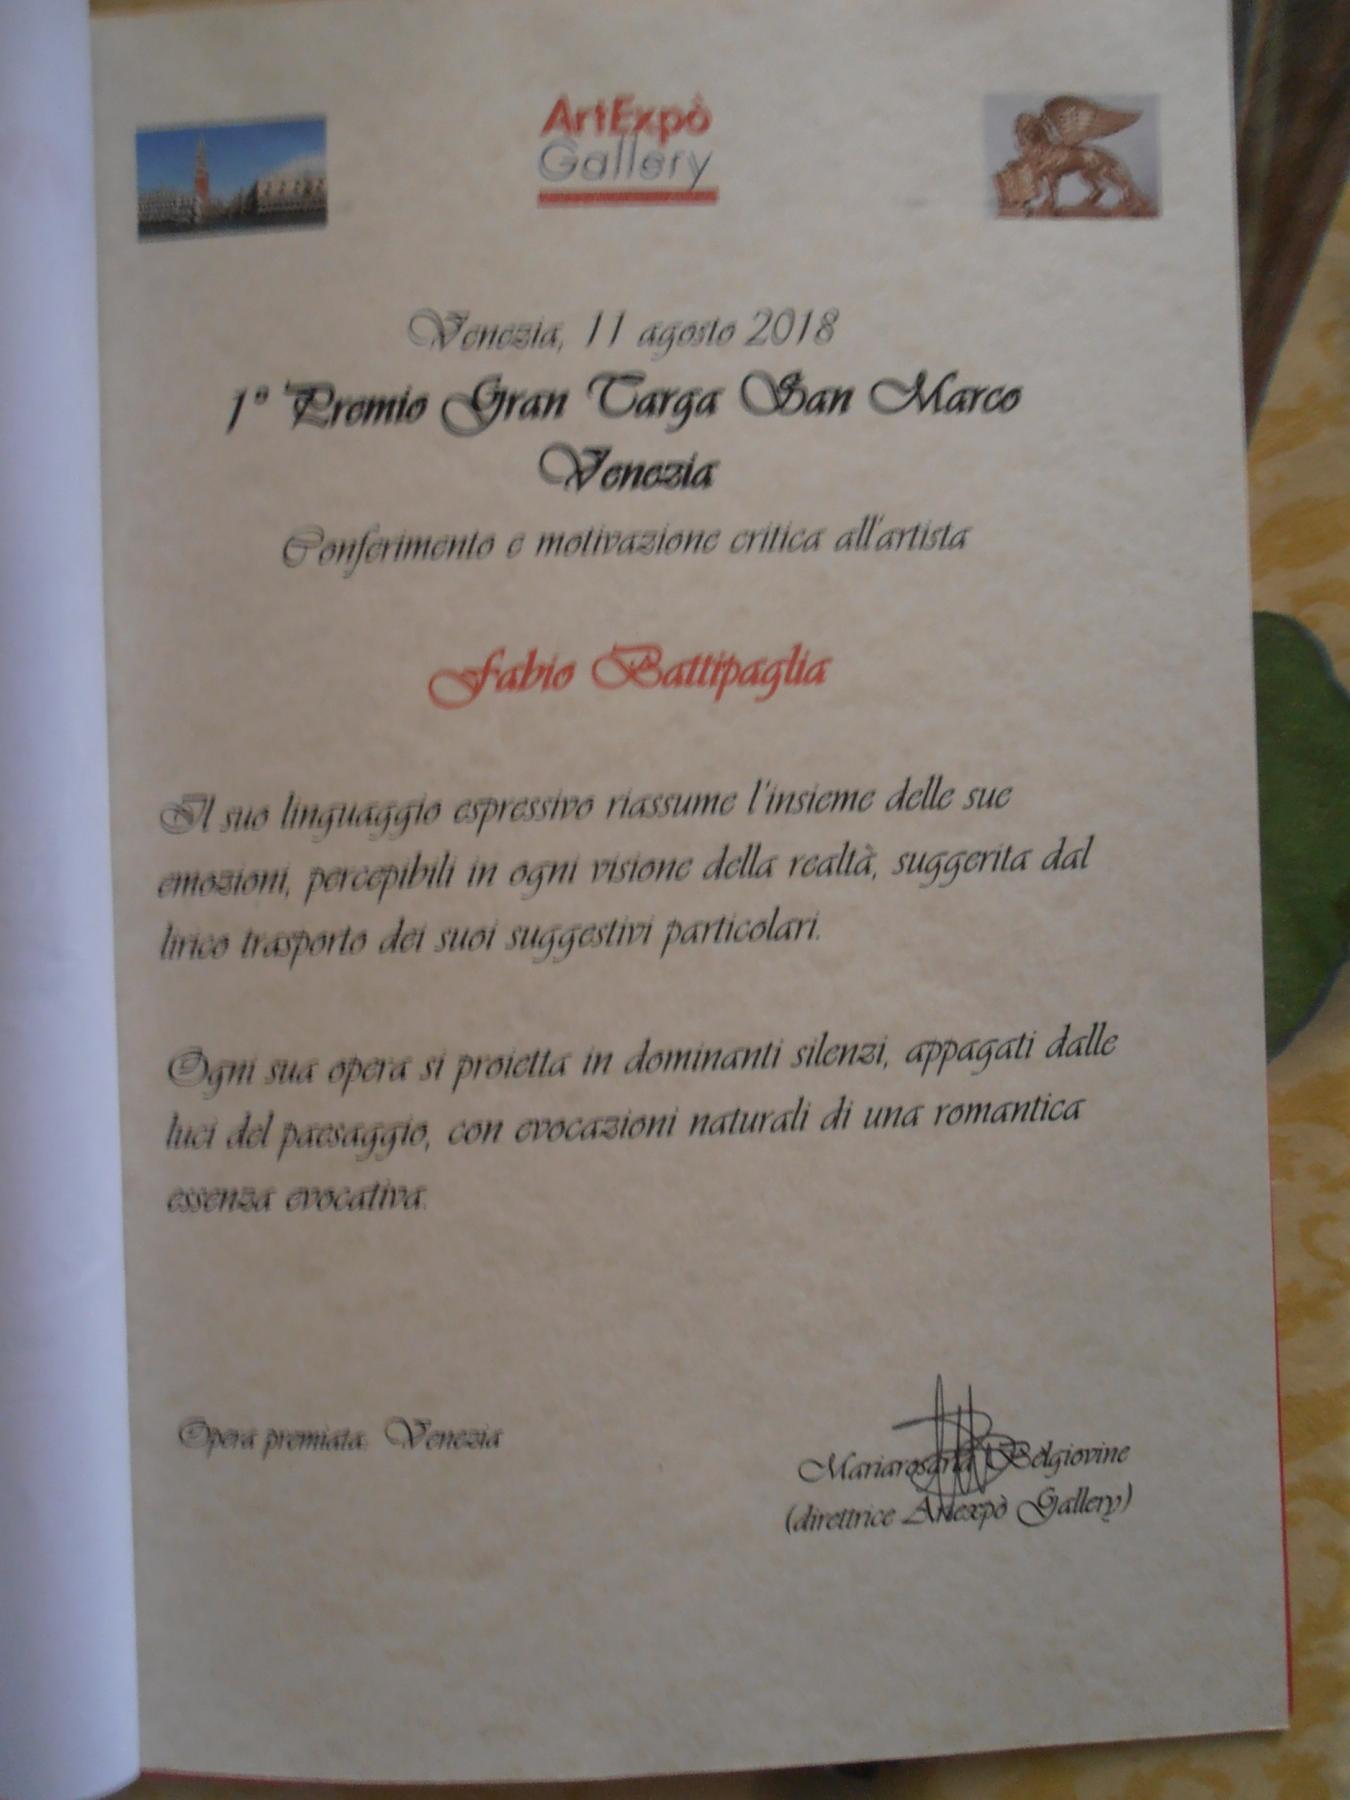 ArtExpò
Gallery
Venezia, 11 agosto 2018
1° Premio Gran Targa San Marco
Venezia
Conferimento e motivazione critica all'artista
Fabio Battipaglia
Il suo linguaggio espressivo riassume l'insieme delle sue
emozioni, percepibili in ogni visione della realtà, suggerita dal
lirico trasporto dei suoi suggestivi particolari.
Ogni sua opera si proietta in dominanti silenzi, appagati dalle
luci del paesaggio, con evocazioni naturali di una romantica
essenza evocativa.
Opera premiata: Venezia
Mariarosaria Belgiovine
(direttrice Artexpò Gallery)